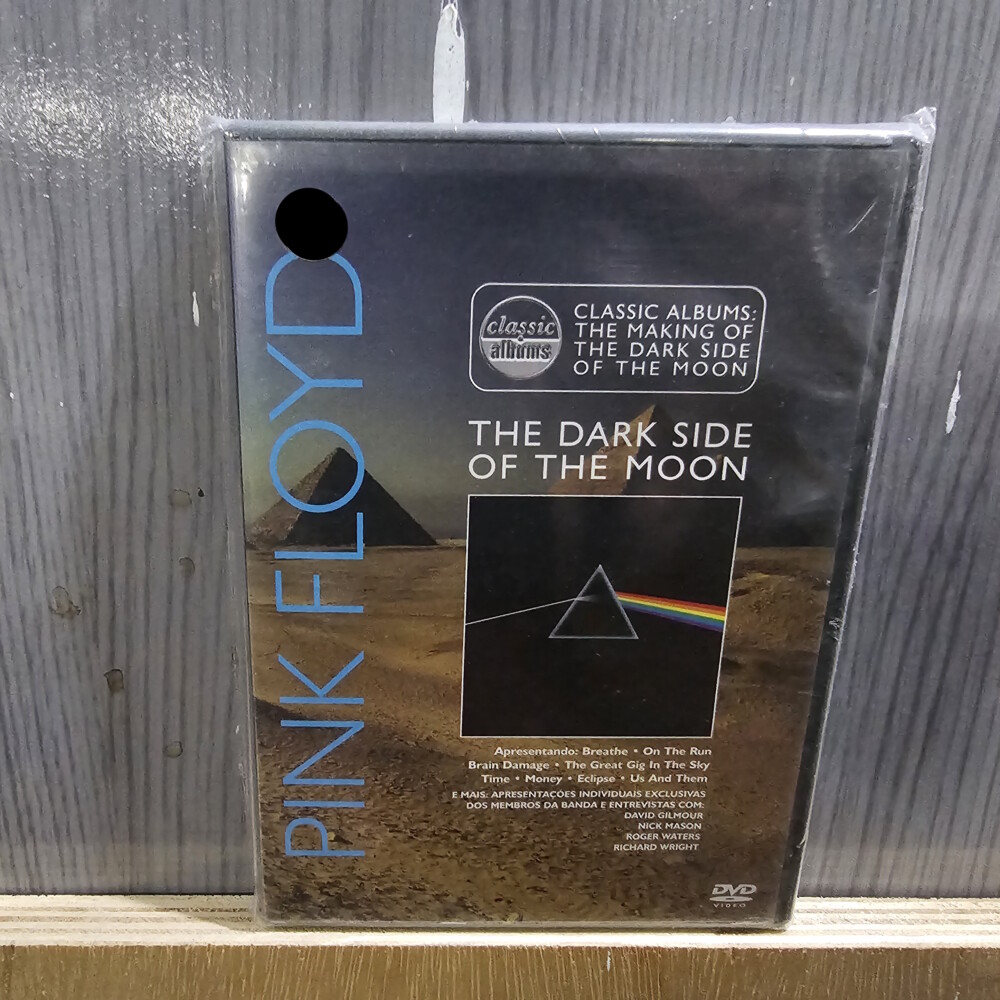 PINK FLOYD
classic
albums
CLASSIC ALBUMS:
THE MAKING OF
THE DARK SIDE
OF THE MOON
THE DARK SIDE
OF THE MOON
Apresentando: Breathe • On The Run
Brain Damage • The Great Gig In The Sky
Time • Money • Eclipse • Us And Them
E MAIS: APRESENTAÇÕES INDIVIDUAIS EXCLUSIVAS
DOS MEMBROS DA BANDA E ENTREVISTAS COM:
DAVID GILMOUR
NICK MASON
ROGER WATERS
RICHARD WRIGHT
DVD
VIDEO